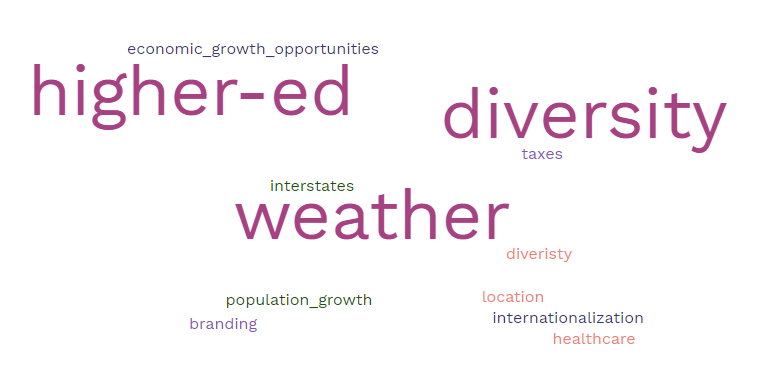 economic_growth_opportunities
higher-ed
diversity
taxes
interstates
weather
diveristy
location
population_growth
internationalization
branding
healthcare